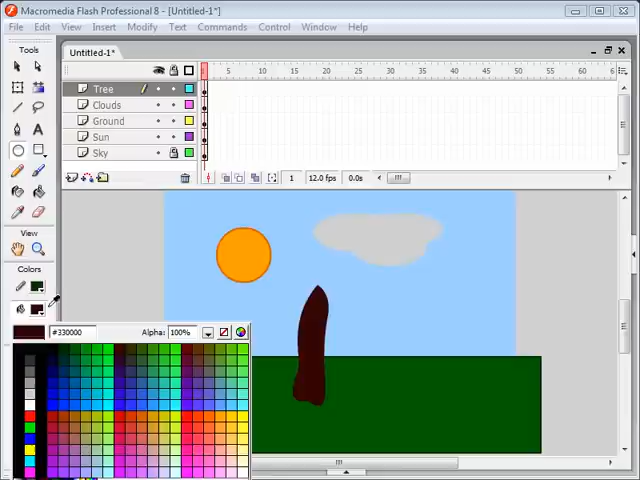 Macromedia Flash Professional 8 - [Untitled-1*]
File Edit View Insert Modify Text Commands Control Window Help
Tools
Untitled-1*
1 5 10 15 20 25 30 35 40 45 50 55 60 6
Tree
Clouds
Ground
Sun
Sky
1 12.0 fps 0.0s
A
View
Colors
#330000 Alpha: 100%